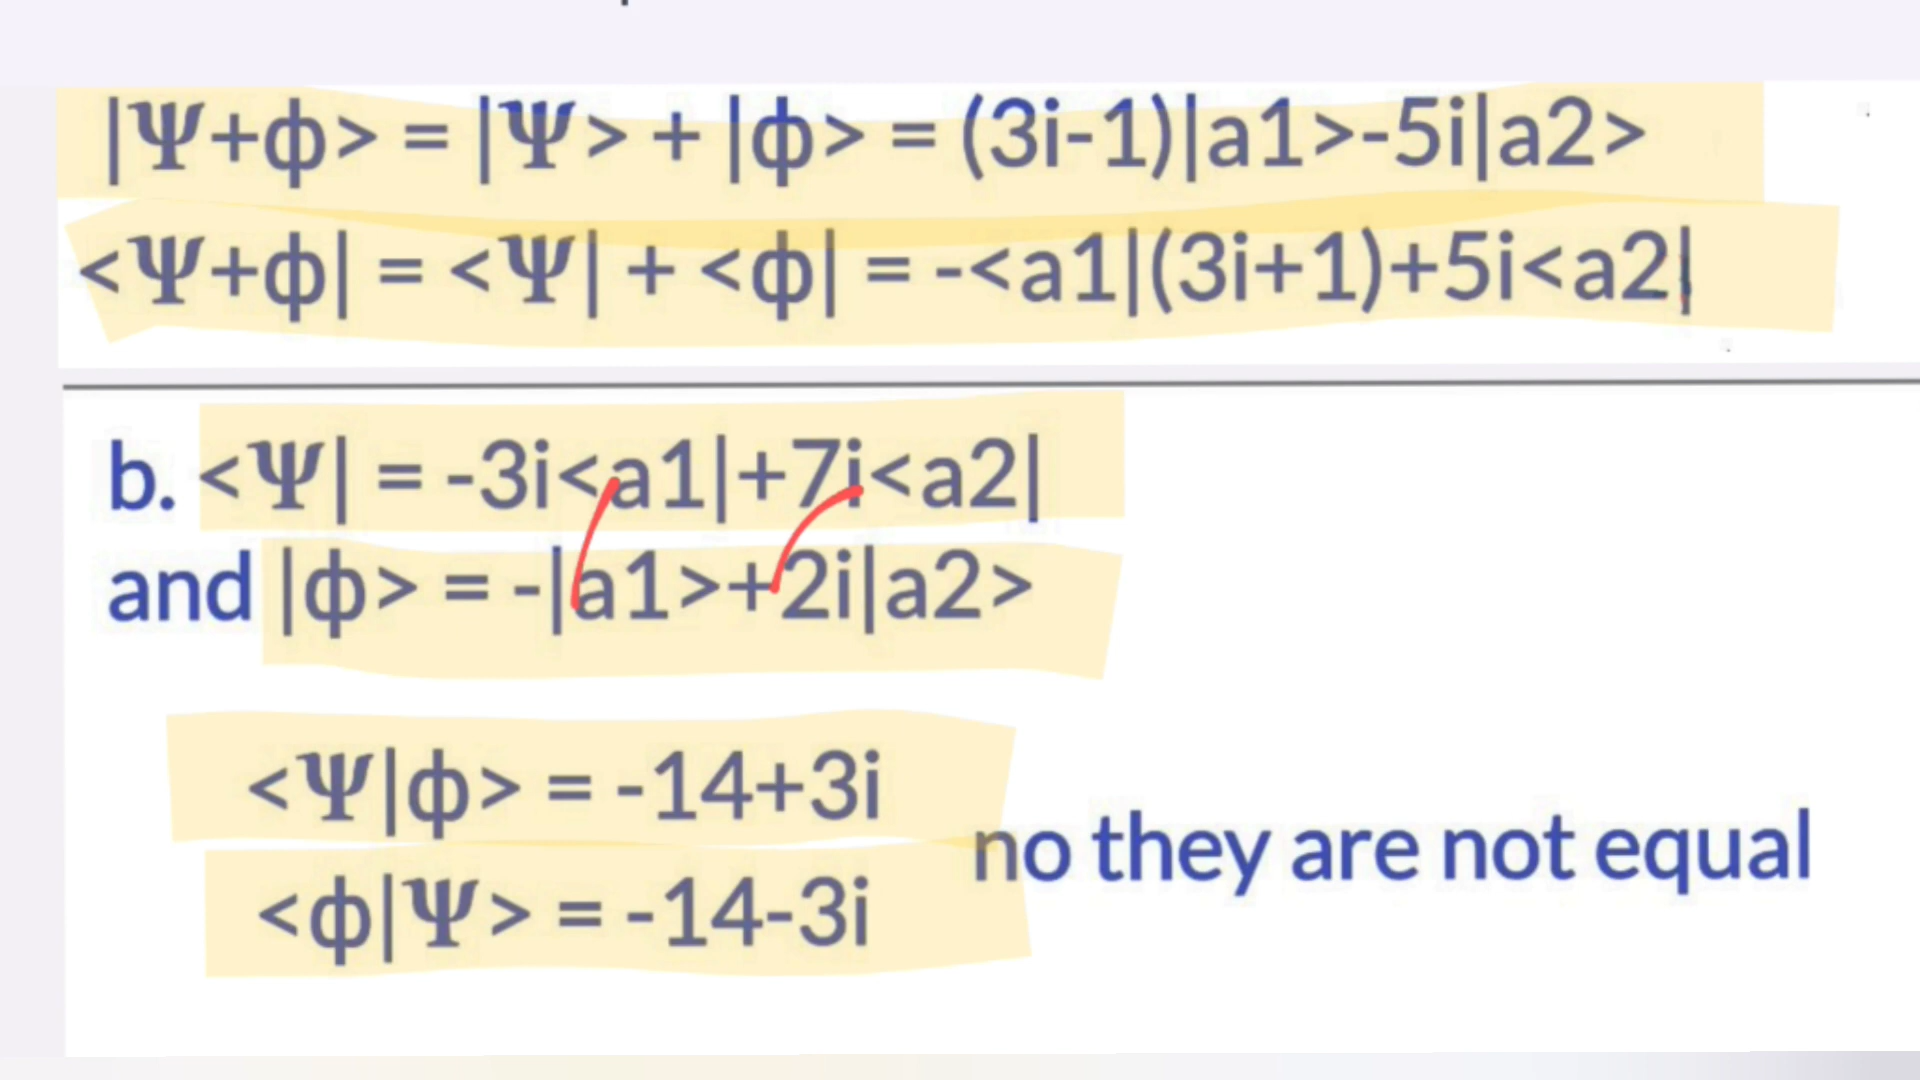 |Ψ+ф> = |Ψ> + |ф> = (3i-1)|a1>-5i|a2>
<Ψ+ф| = <Ψ| + <ф| = -<a1|(3i+1)+5i<a2|
b. <Ψ| = -3i<a1|+7i<a2|
and |ф> = -|a1>+2i|a2>
<Ψ|ф> = -14+3i
no they are not equal
<ф|Ψ> = -14-3i